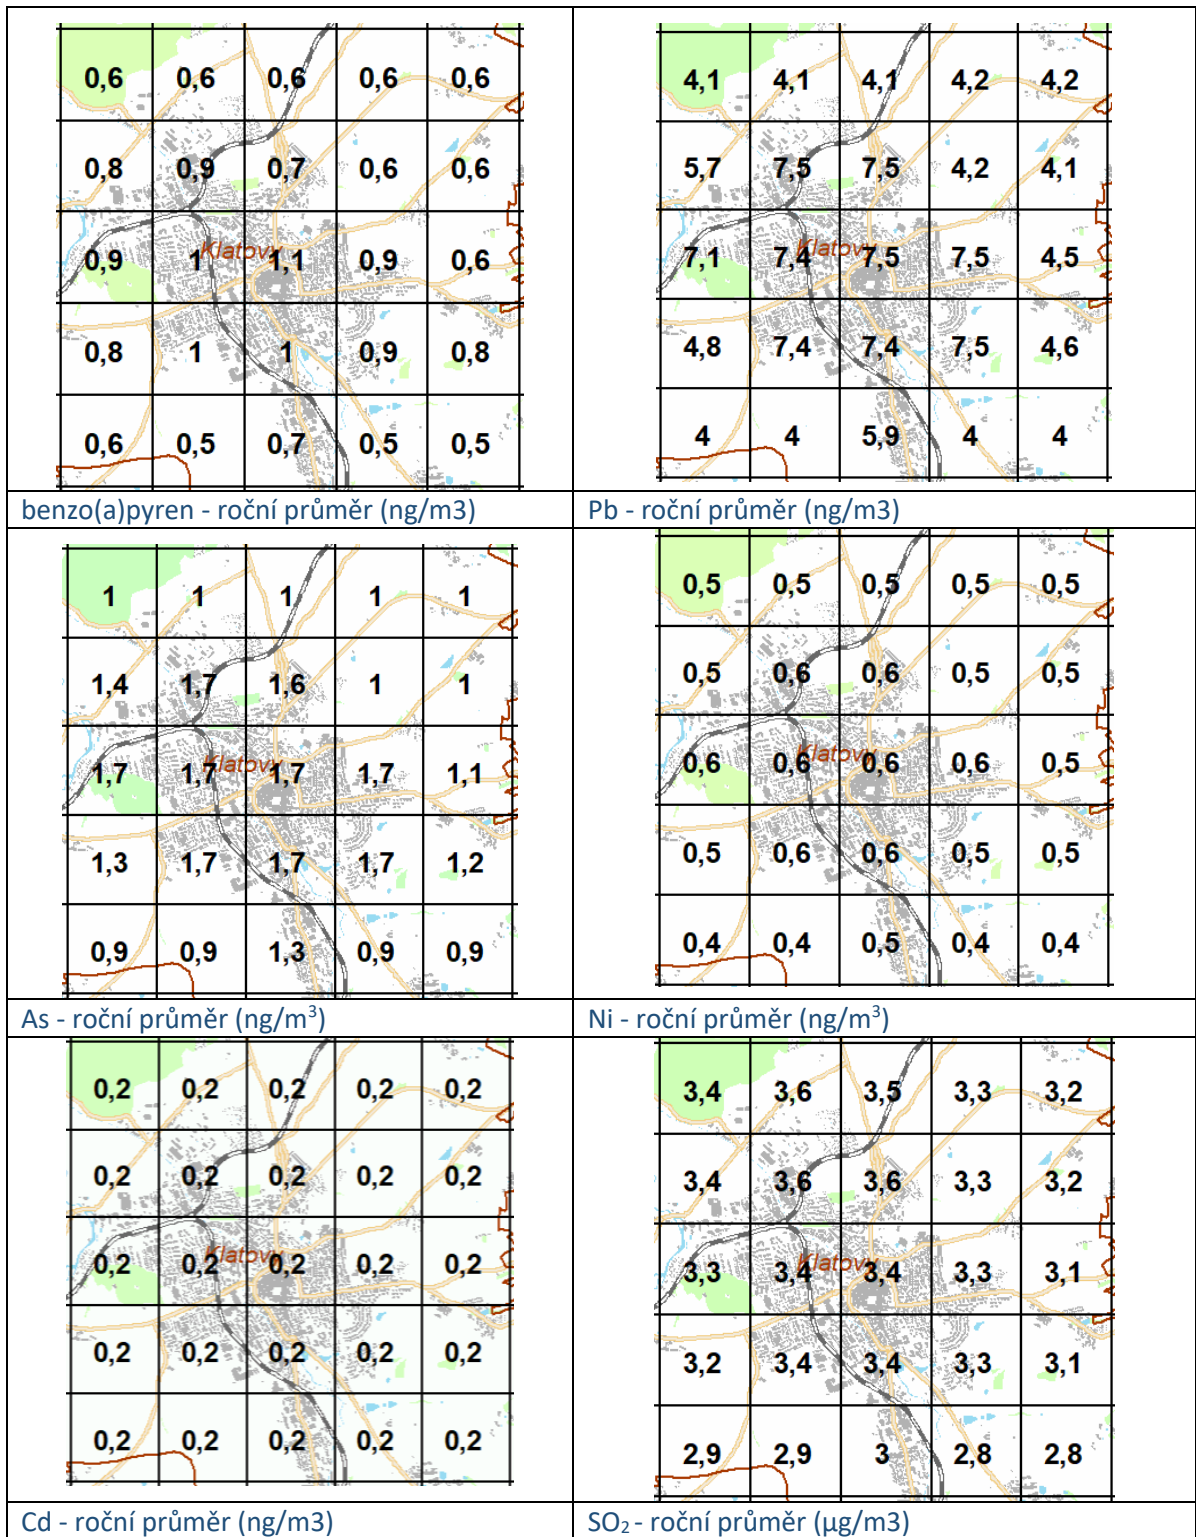 0,6 0,6 0,6 0,6 0,6
0,8 0,9 0,7 0,6 0,6
Klatovy
0,9 1 1,1 0,9 0,6
0,8 1 1 0,9 0,8
0,6 0,5 0,7 0,5 0,5
benzo(a)pyren - roční průměr (ng/m3)
4,1 4,1 4,1 4,2 4,2
5,7 7,5 7,5 4,2 4,1
Klatovy
7,1 7,4 7,5 7,5 4,5
4,8 7,4 7,4 7,5 4,6
4 4 5,9 4 4
Pb - roční průměr (ng/m3)
1 1 1 1 1
1,4 1,7 1,6 1 1
Klatovy
1,7 1,7 1,7 1,7 1,1
1,3 1,7 1,7 1,7 1,2
0,9 0,9 1,3 0,9 0,9
As - roční průměr (ng/m³)
0,5 0,5 0,5 0,5 0,5
0,5 0,6 0,6 0,5 0,5
Klatovy
0,6 0,6 0,6 0,6 0,5
0,5 0,6 0,6 0,5 0,5
0,4 0,4 0,5 0,4 0,4
Ni - roční průměr (ng/m³)
0,2 0,2 0,2 0,2 0,2
0,2 0,2 0,2 0,2 0,2
Klatovy
0,2 0,2 0,2 0,2 0,2
0,2 0,2 0,2 0,2 0,2
0,2 0,2 0,2 0,2 0,2
Cd - roční průměr (ng/m3)
3,4 3,6 3,5 3,3 3,2
3,4 3,6 3,6 3,3 3,2
Klatovy
3,3 3,4 3,4 3,3 3,1
3,2 3,4 3,4 3,3 3,1
2,9 2,9 3 2,8 2,8
SO₂ - roční průměr (µg/m3)